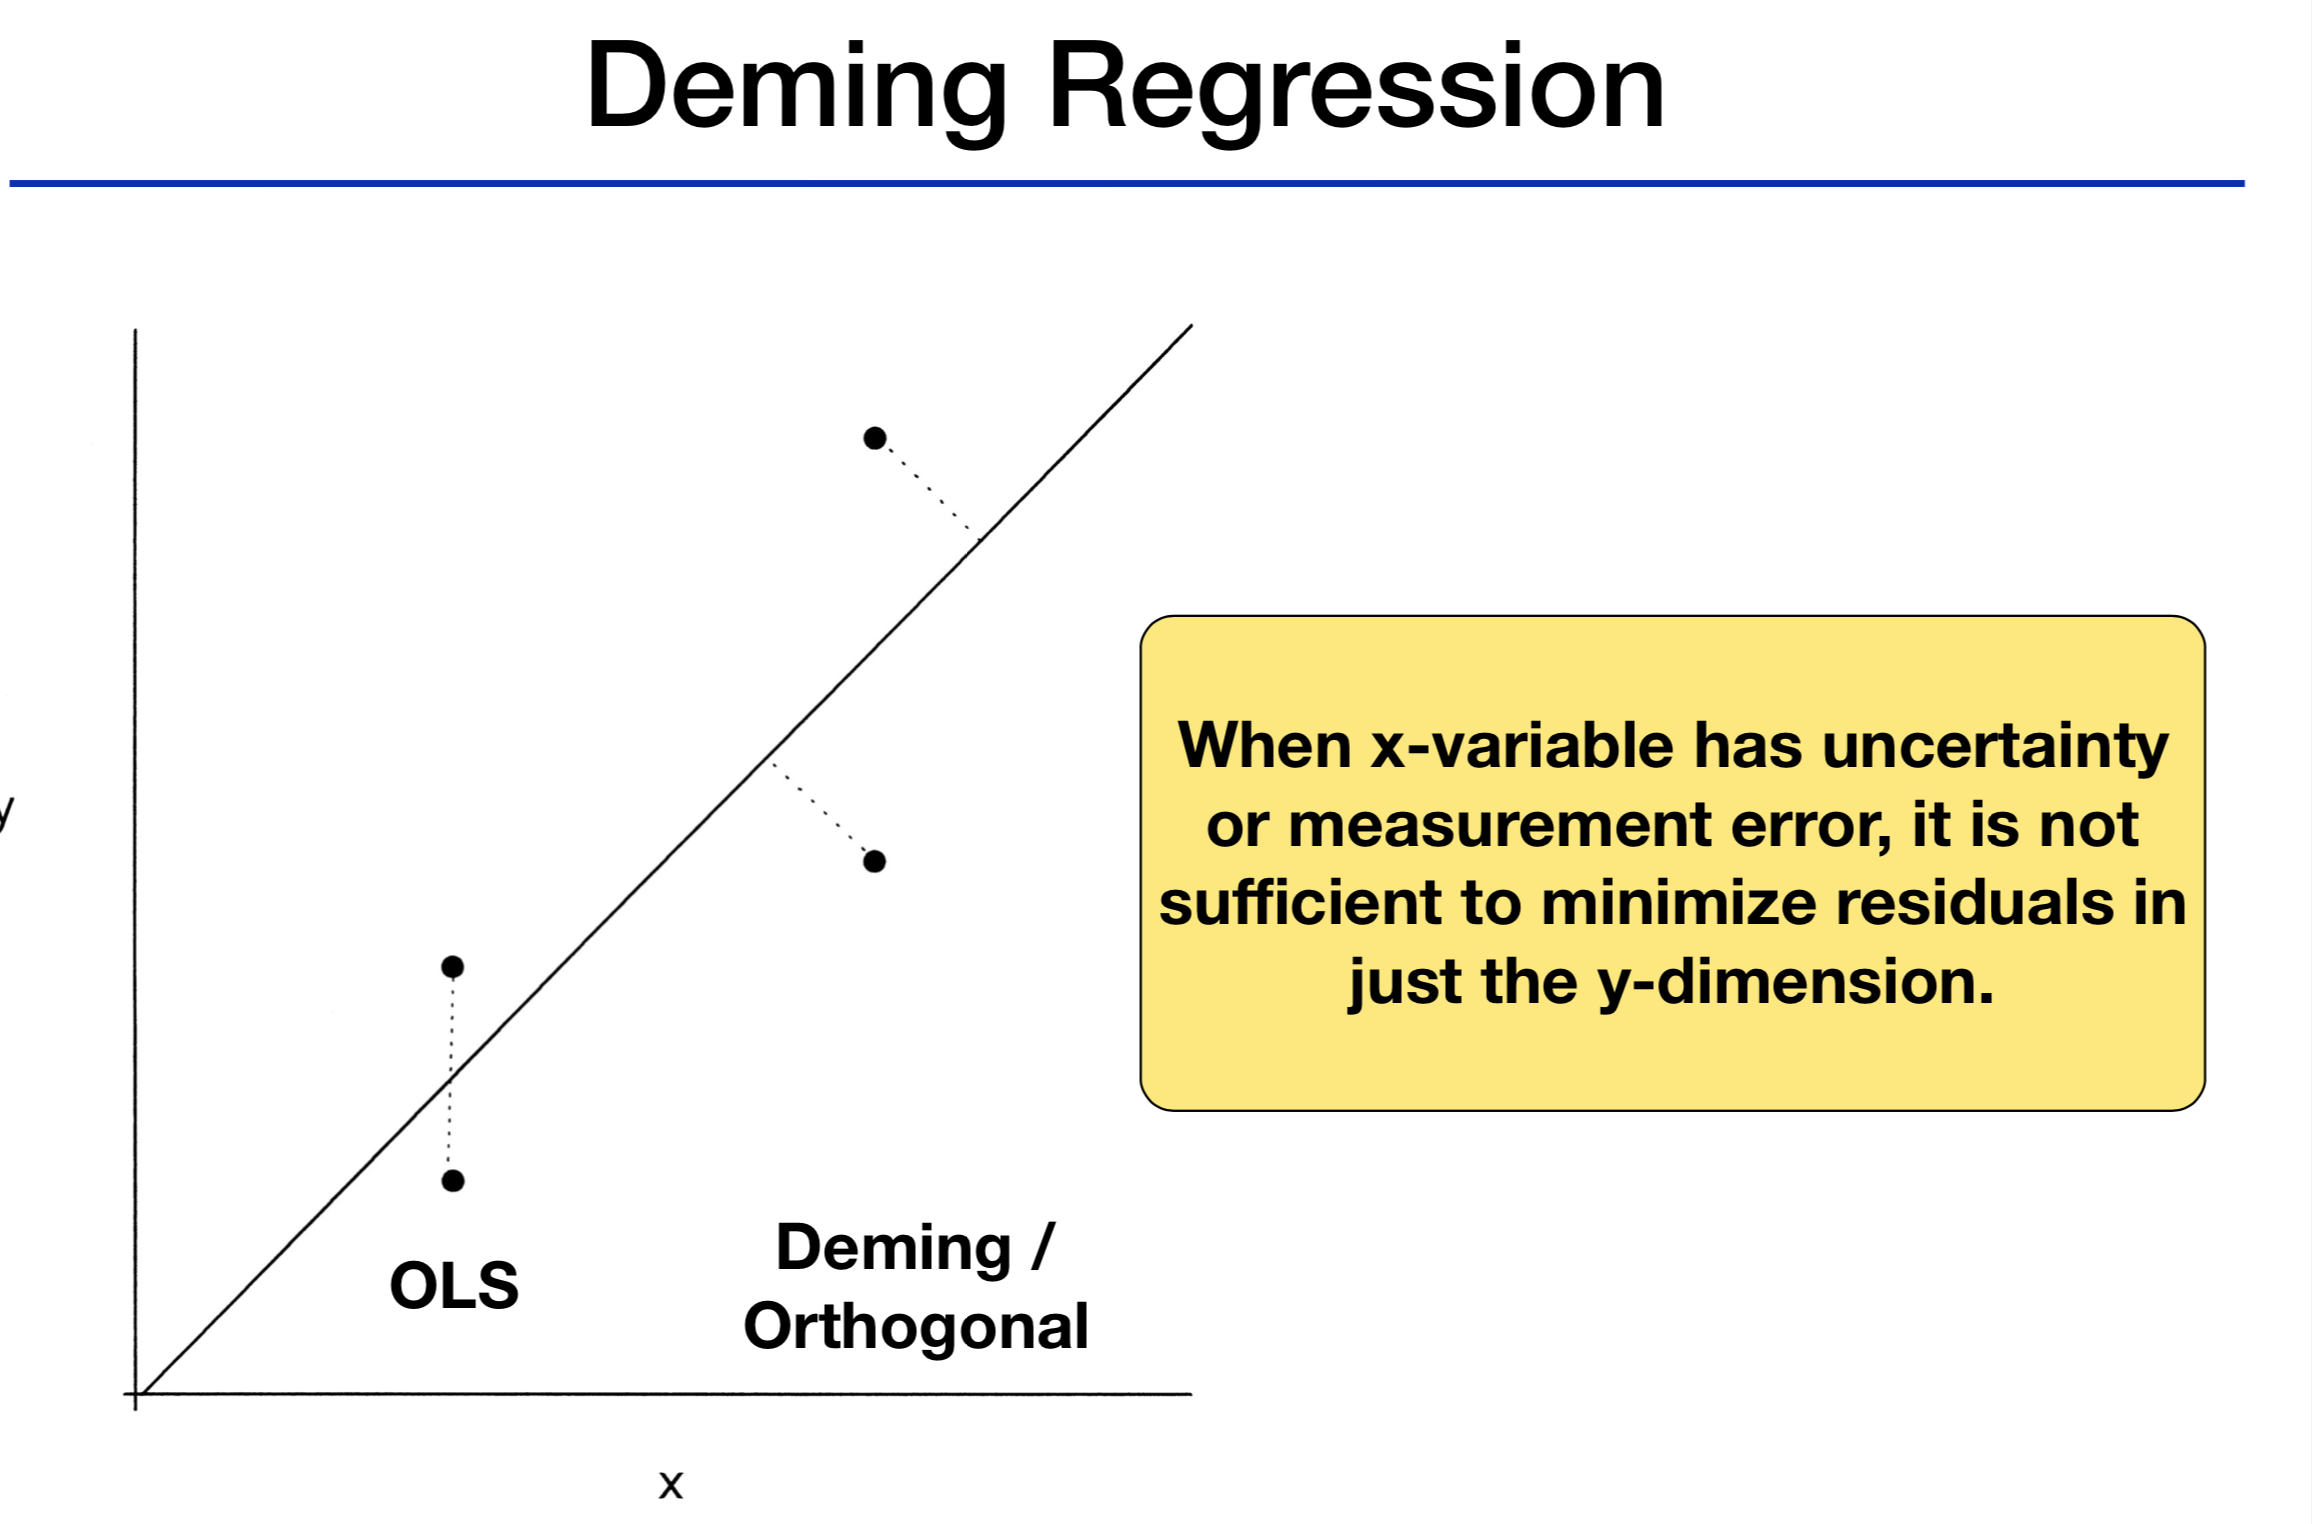 Deming Regression
y
When x-variable has uncertainty
or measurement error, it is not
sufficient to minimize residuals in
just the y-dimension.
OLS
Deming /
Orthogonal
x